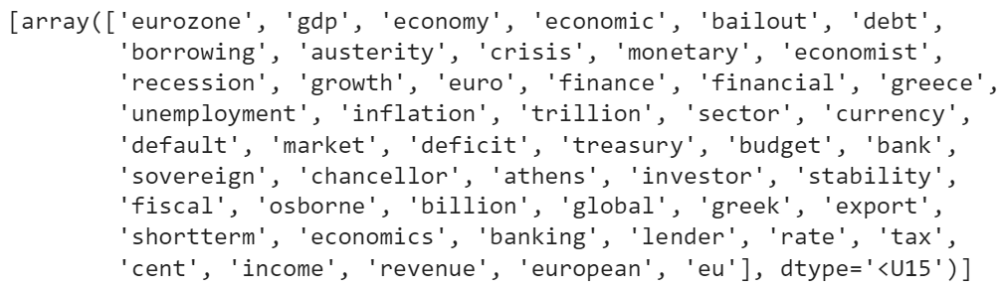 [array(['eurozone', 'gdp', 'economy', 'economic', 'bailout', 'debt',
'borrowing', 'austerity', 'crisis', 'monetary', 'economist',
'recession', 'growth', 'euro', 'finance', 'financial', 'greece',
'unemployment', 'inflation', 'trillion', 'sector', 'currency',
'default', 'market', 'deficit', 'treasury', 'budget', 'bank',
'sovereign', 'chancellor', 'athens', 'investor', 'stability',
'fiscal', 'osborne', 'billion', 'global', 'greek', 'export',
'shortterm', 'economics', 'banking', 'lender', 'rate', 'tax',
'cent', 'income', 'revenue', 'european', 'eu'], dtype='<U15')]